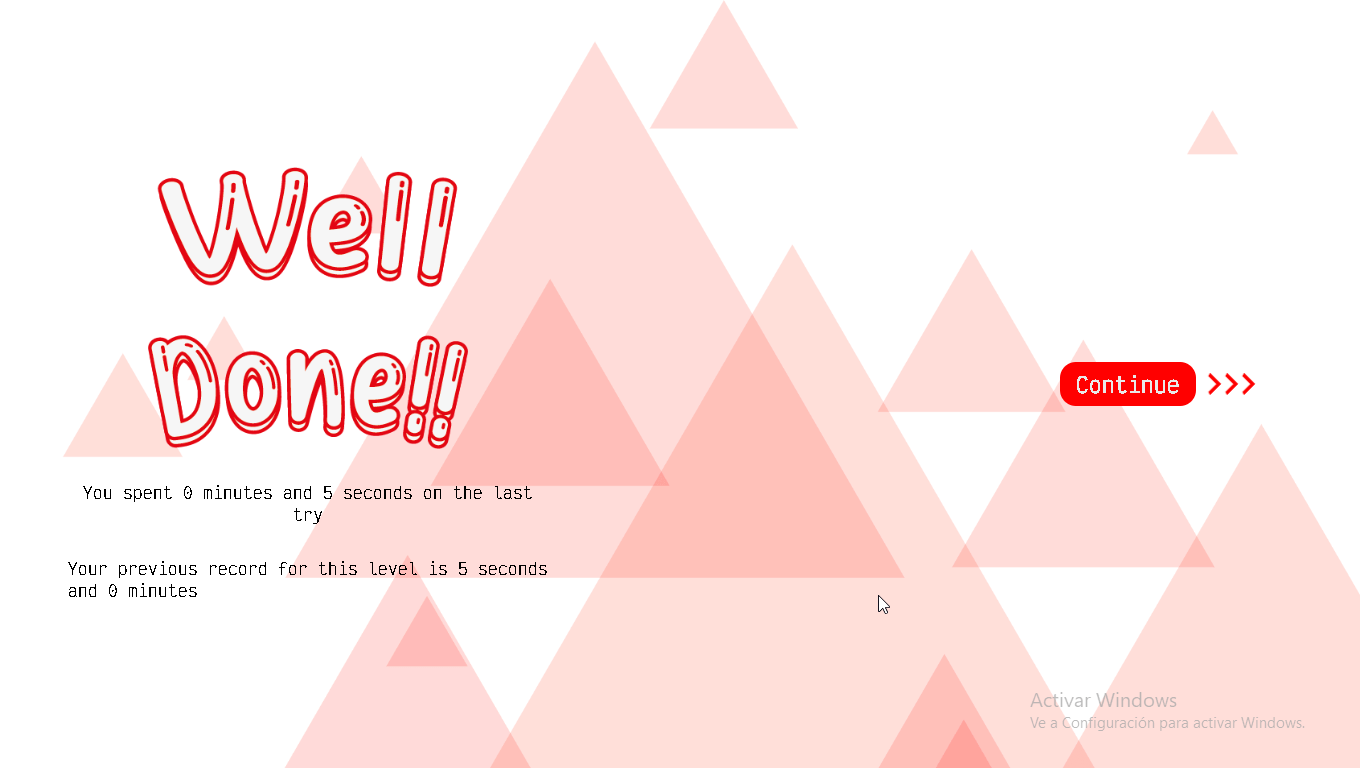 Well
Done!!
You spent 0 minutes and 5 seconds on the last
try
Your previous record for this level is 5 seconds
and 0 minutes
Continue >>>
Activar Windows
Ve a Configuración para activar Windows.